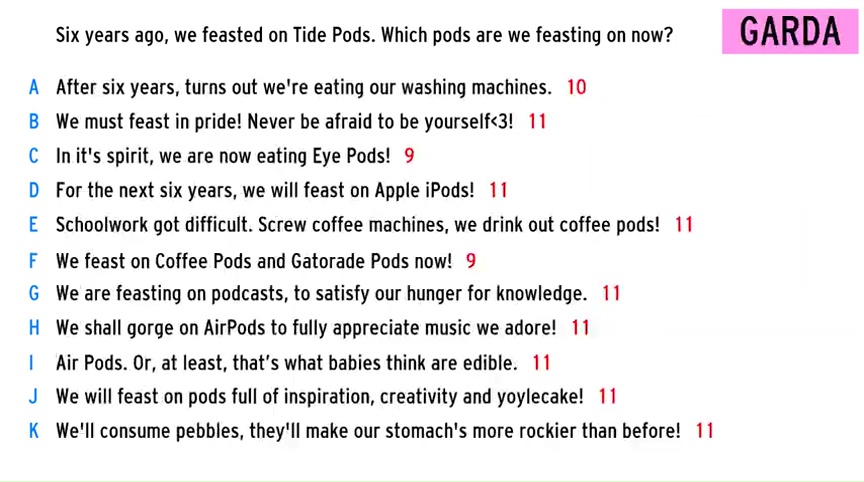 Six years ago, we feasted on Tide Pods. Which pods are we feasting on now?
GARDA
A After six years, turns out we're eating our washing machines. 10
B We must feast in pride! Never be afraid to be yourself<3! 11
C In it's spirit, we are now eating Eye Pods! 9
D For the next six years, we will feast on Apple iPods! 11
E Schoolwork got difficult. Screw coffee machines, we drink out coffee pods! 11
F We feast on Coffee Pods and Gatorade Pods now! 9
G We are feasting on podcasts, to satisfy our hunger for knowledge. 11
H We shall gorge on AirPods to fully appreciate music we adore! 11
I Air Pods. Or, at least, that's what babies think are edible. 11
J We will feast on pods full of inspiration, creativity and yoylecake! 11
K We'll consume pebbles, they'll make our stomach's more rockier than before! 11